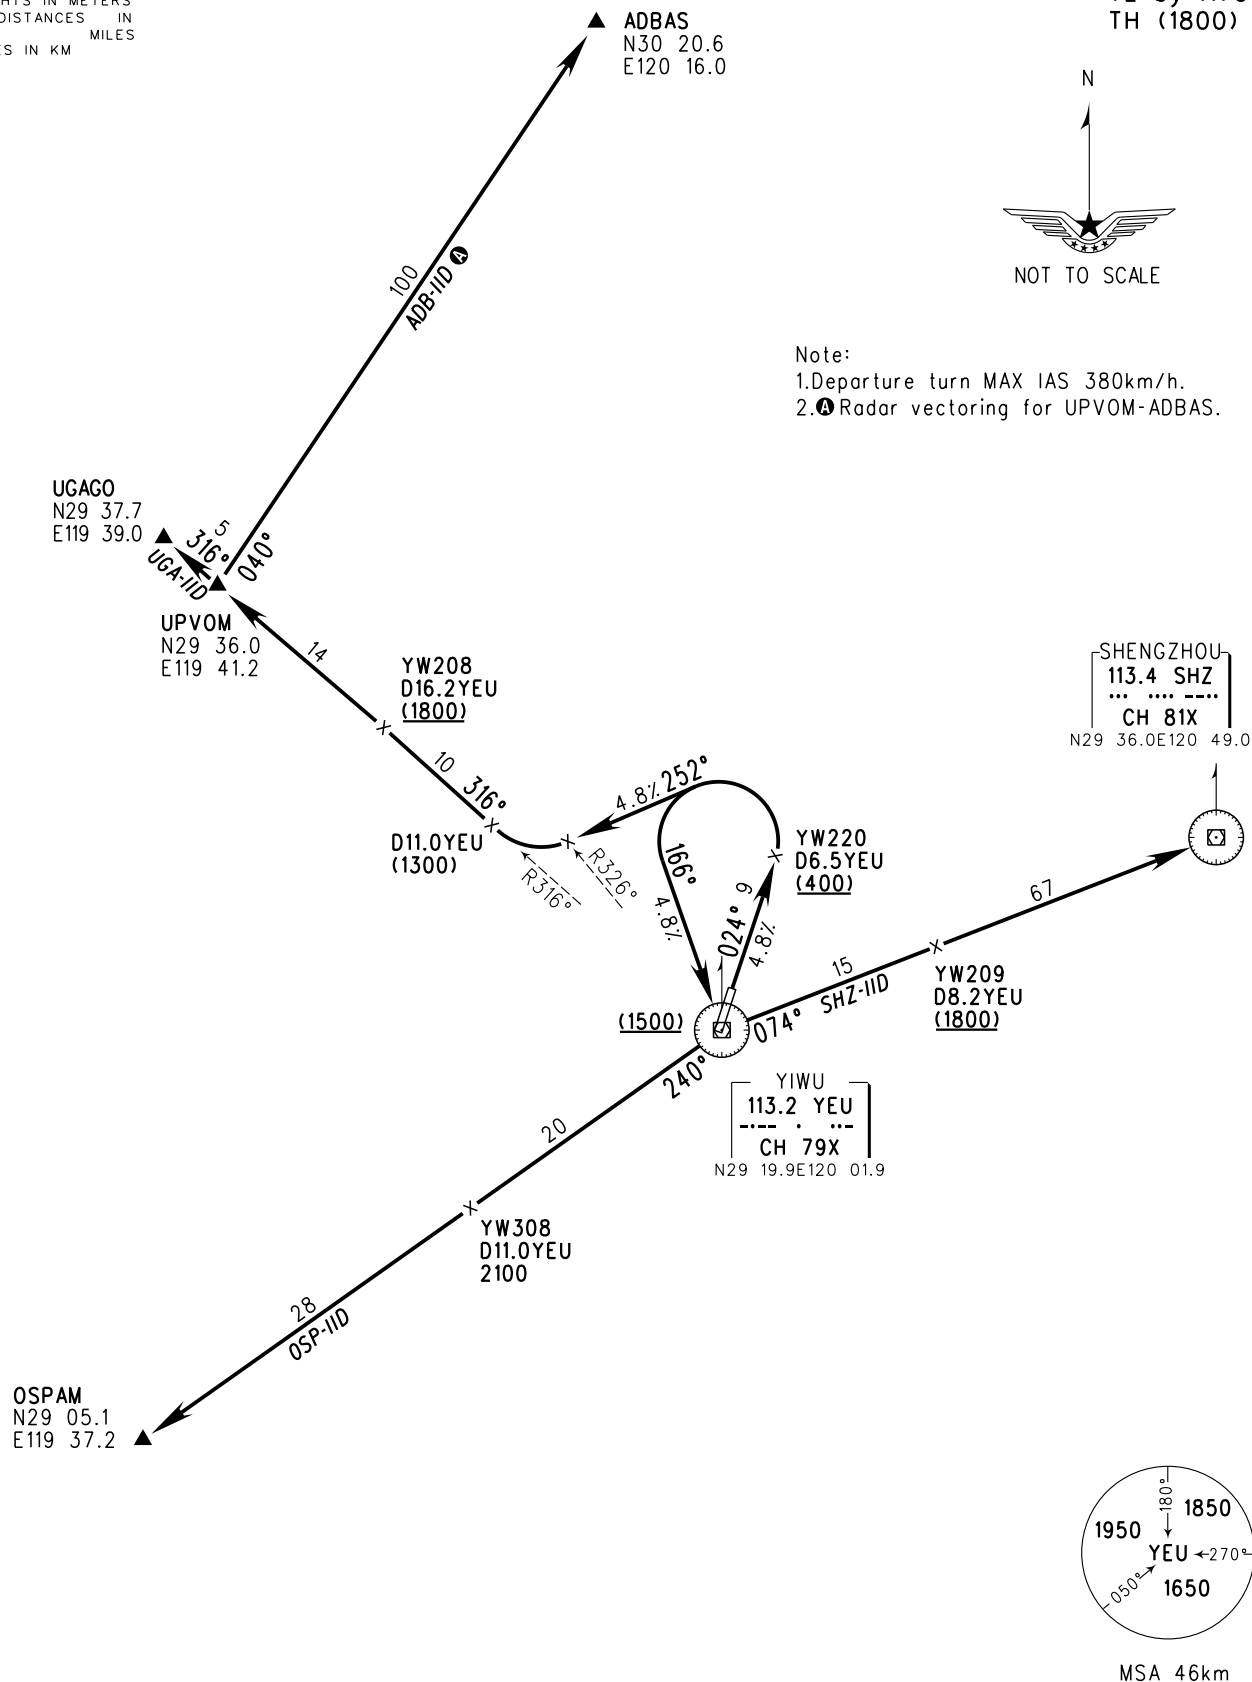 DISTANCES IN
MILES
IN KM
TH (1800)
ADBAS
N30 20.6
E120 16.0
N
NOT TO SCALE
100
ADB-11D A
Note:
1.Departure turn MAX IAS 380km/h.
2.A Radar vectoring for UPVOM-ADBAS.
UGAGO
N29 37.7
E119 39.0
5
316°
UGA-11D
040°
UPVOM
N29 36.0
E119 41.2
14
YW208
D16.2YEU
(1800)
10
316°
D11.0YEU
(1300)
R316°
R326°
4.8% 252°
166°
4.8%
024° 9
4.8%
YW220
D6.5YEU
(400)
SHENGZHOU
113.4 SHZ
... .... --..
CH 81X
N29 36.0E120 49.0
67
15
SHZ-11D
074°
YW209
D8.2YEU
(1800)
(1500)
240°
YIWU
113.2 YEU
-.-- . ..-
CH 79X
N29 19.9E120 01.9
20
YW308
D11.0YEU
2100
28
OSP-11D
OSPAM
N29 05.1
E119 37.2
180°
1850
1950
YEU
270°
050°
1650
MSA 46km